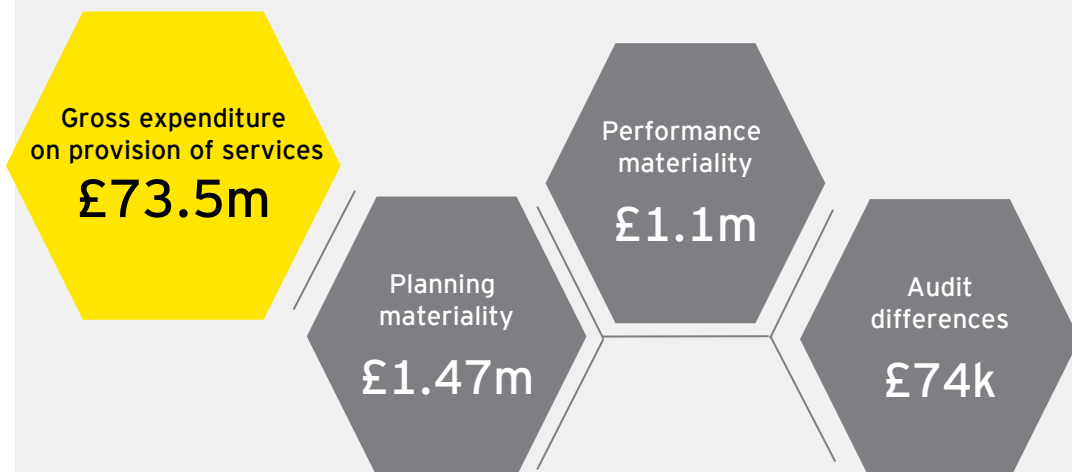 Gross expenditure
on provision of services
£73.5m
Planning
materiality
£1.47m
Performance
materiality
£1.1m
Audit
differences
£74k